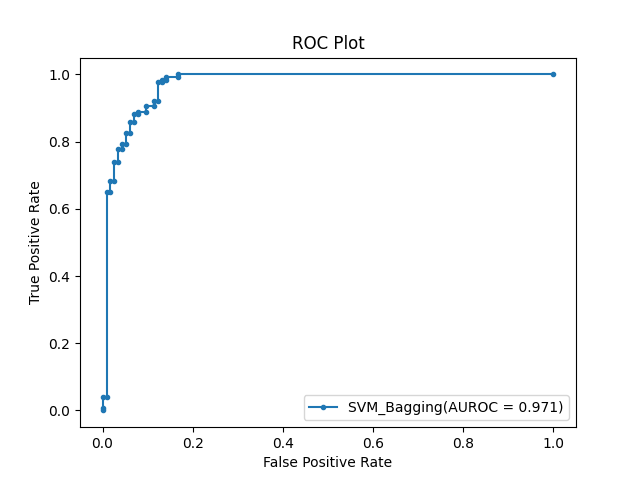 ROC Plot
1.0
0.8
0.6
0.4
0.2
0.0
True Positive Rate
SVM_Bagging(AUROC = 0.971)
0.0 0.2 0.4 0.6 0.8 1.0
False Positive Rate